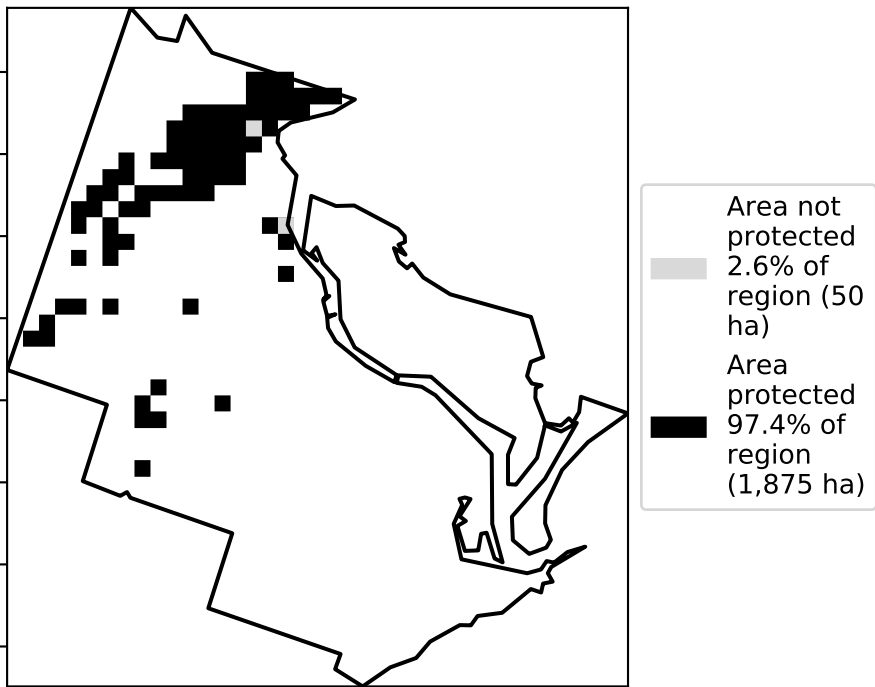 Area not
protected
2.6% of
region (50
ha)
Area
protected
97.4% of
region
(1,875 ha)